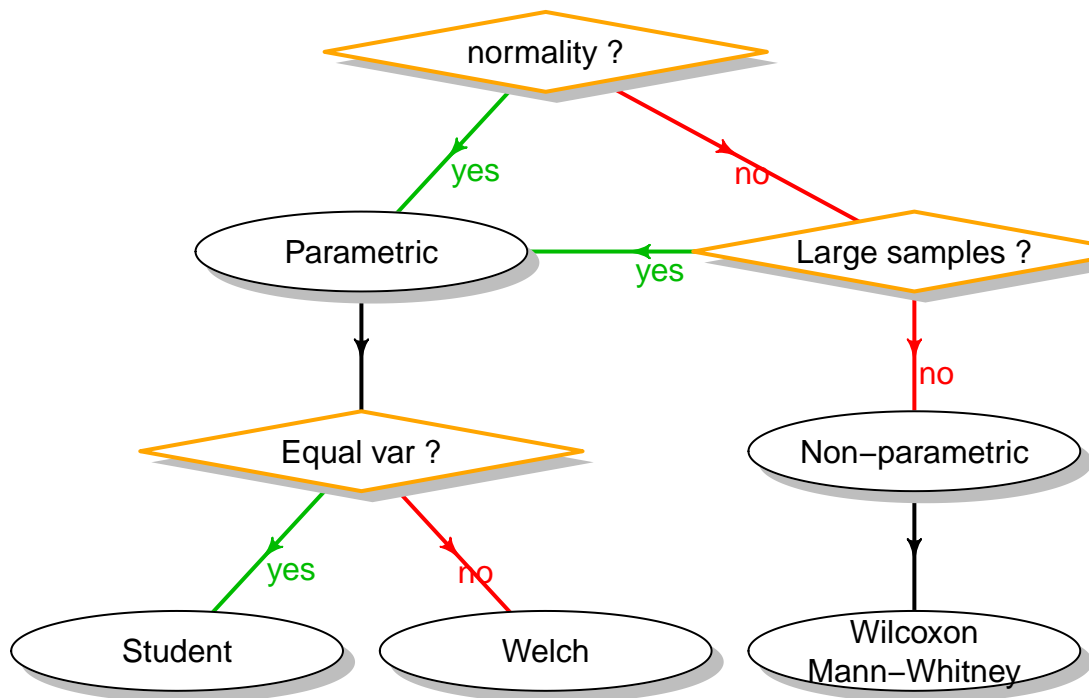 normality ?
yes
no
Parametric
yes
Large samples ?
no
Equal var ?
Non−parametric
yes
no
Student
Welch
Wilcoxon
Mann−Whitney